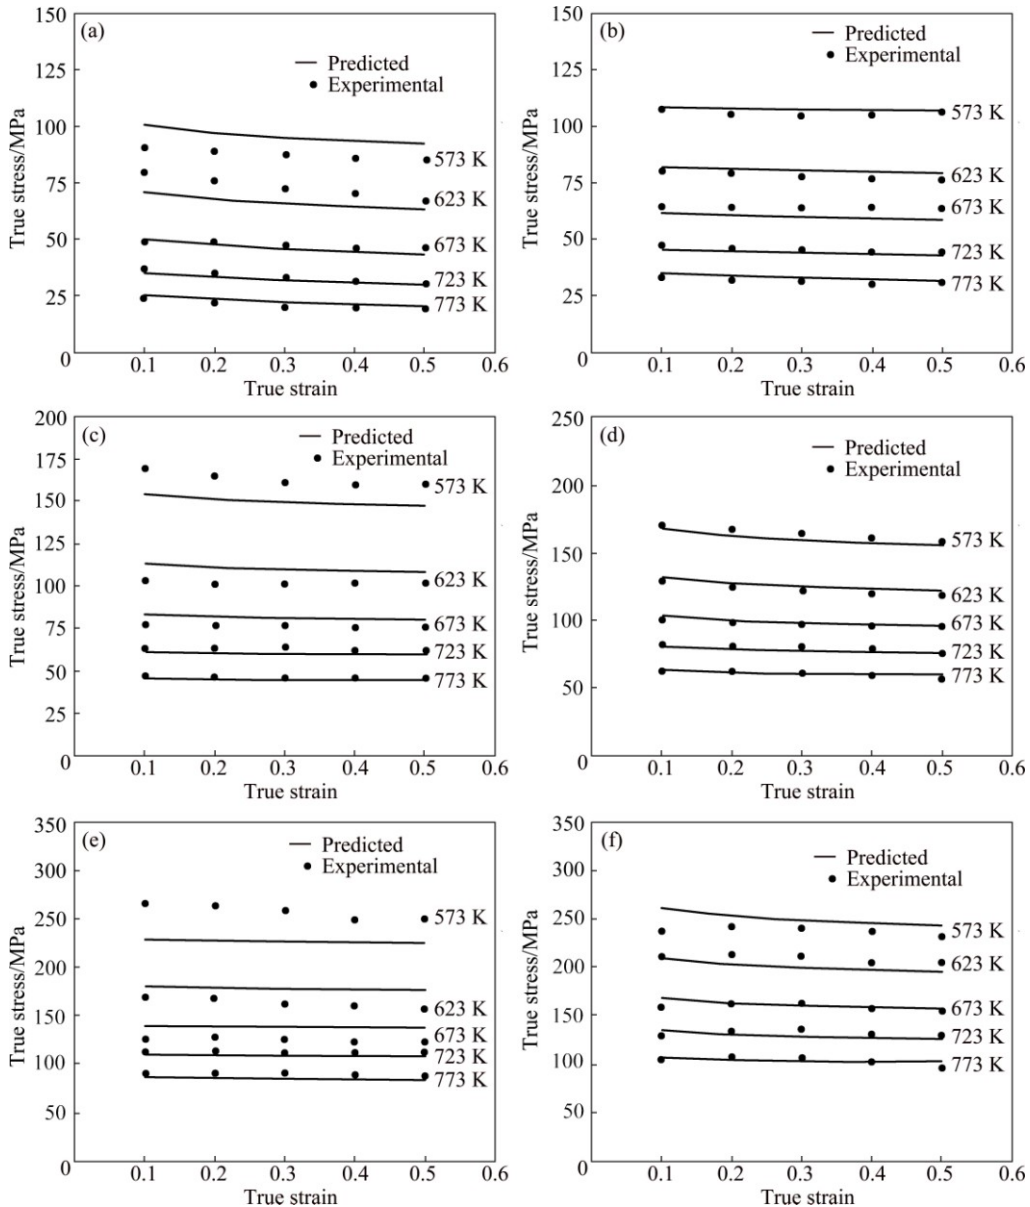 (a)
Predicted
Experimental
True stress/MPa
150
125
100
75
50
25
0
573 K
623 K
673 K
723 K
773 K
0.1 0.2 0.3 0.4 0.5 0.6
True strain
(b)
Predicted
Experimental
True stress/MPa
150
125
100
75
50
25
0
573 K
623 K
673 K
723 K
773 K
0.1 0.2 0.3 0.4 0.5 0.6
True strain
(c)
Predicted
Experimental
True stress/MPa
200
175
150
125
100
75
50
25
0
573 K
623 K
673 K
723 K
773 K
0.1 0.2 0.3 0.4 0.5 0.6
True strain
(d)
Predicted
Experimental
True stress/MPa
250
200
150
100
50
0
573 K
623 K
673 K
723 K
773 K
0.1 0.2 0.3 0.4 0.5 0.6
True strain
(e)
Predicted
Experimental
True stress/MPa
350
300
250
200
150
100
50
0
573 K
623 K
673 K
723 K
773 K
0.1 0.2 0.3 0.4 0.5 0.6
True strain
(f)
Predicted
Experimental
True stress/MPa
350
300
250
200
150
100
50
0
573 K
623 K
673 K
723 K
773 K
0.1 0.2 0.3 0.4 0.5 0.6
True strain